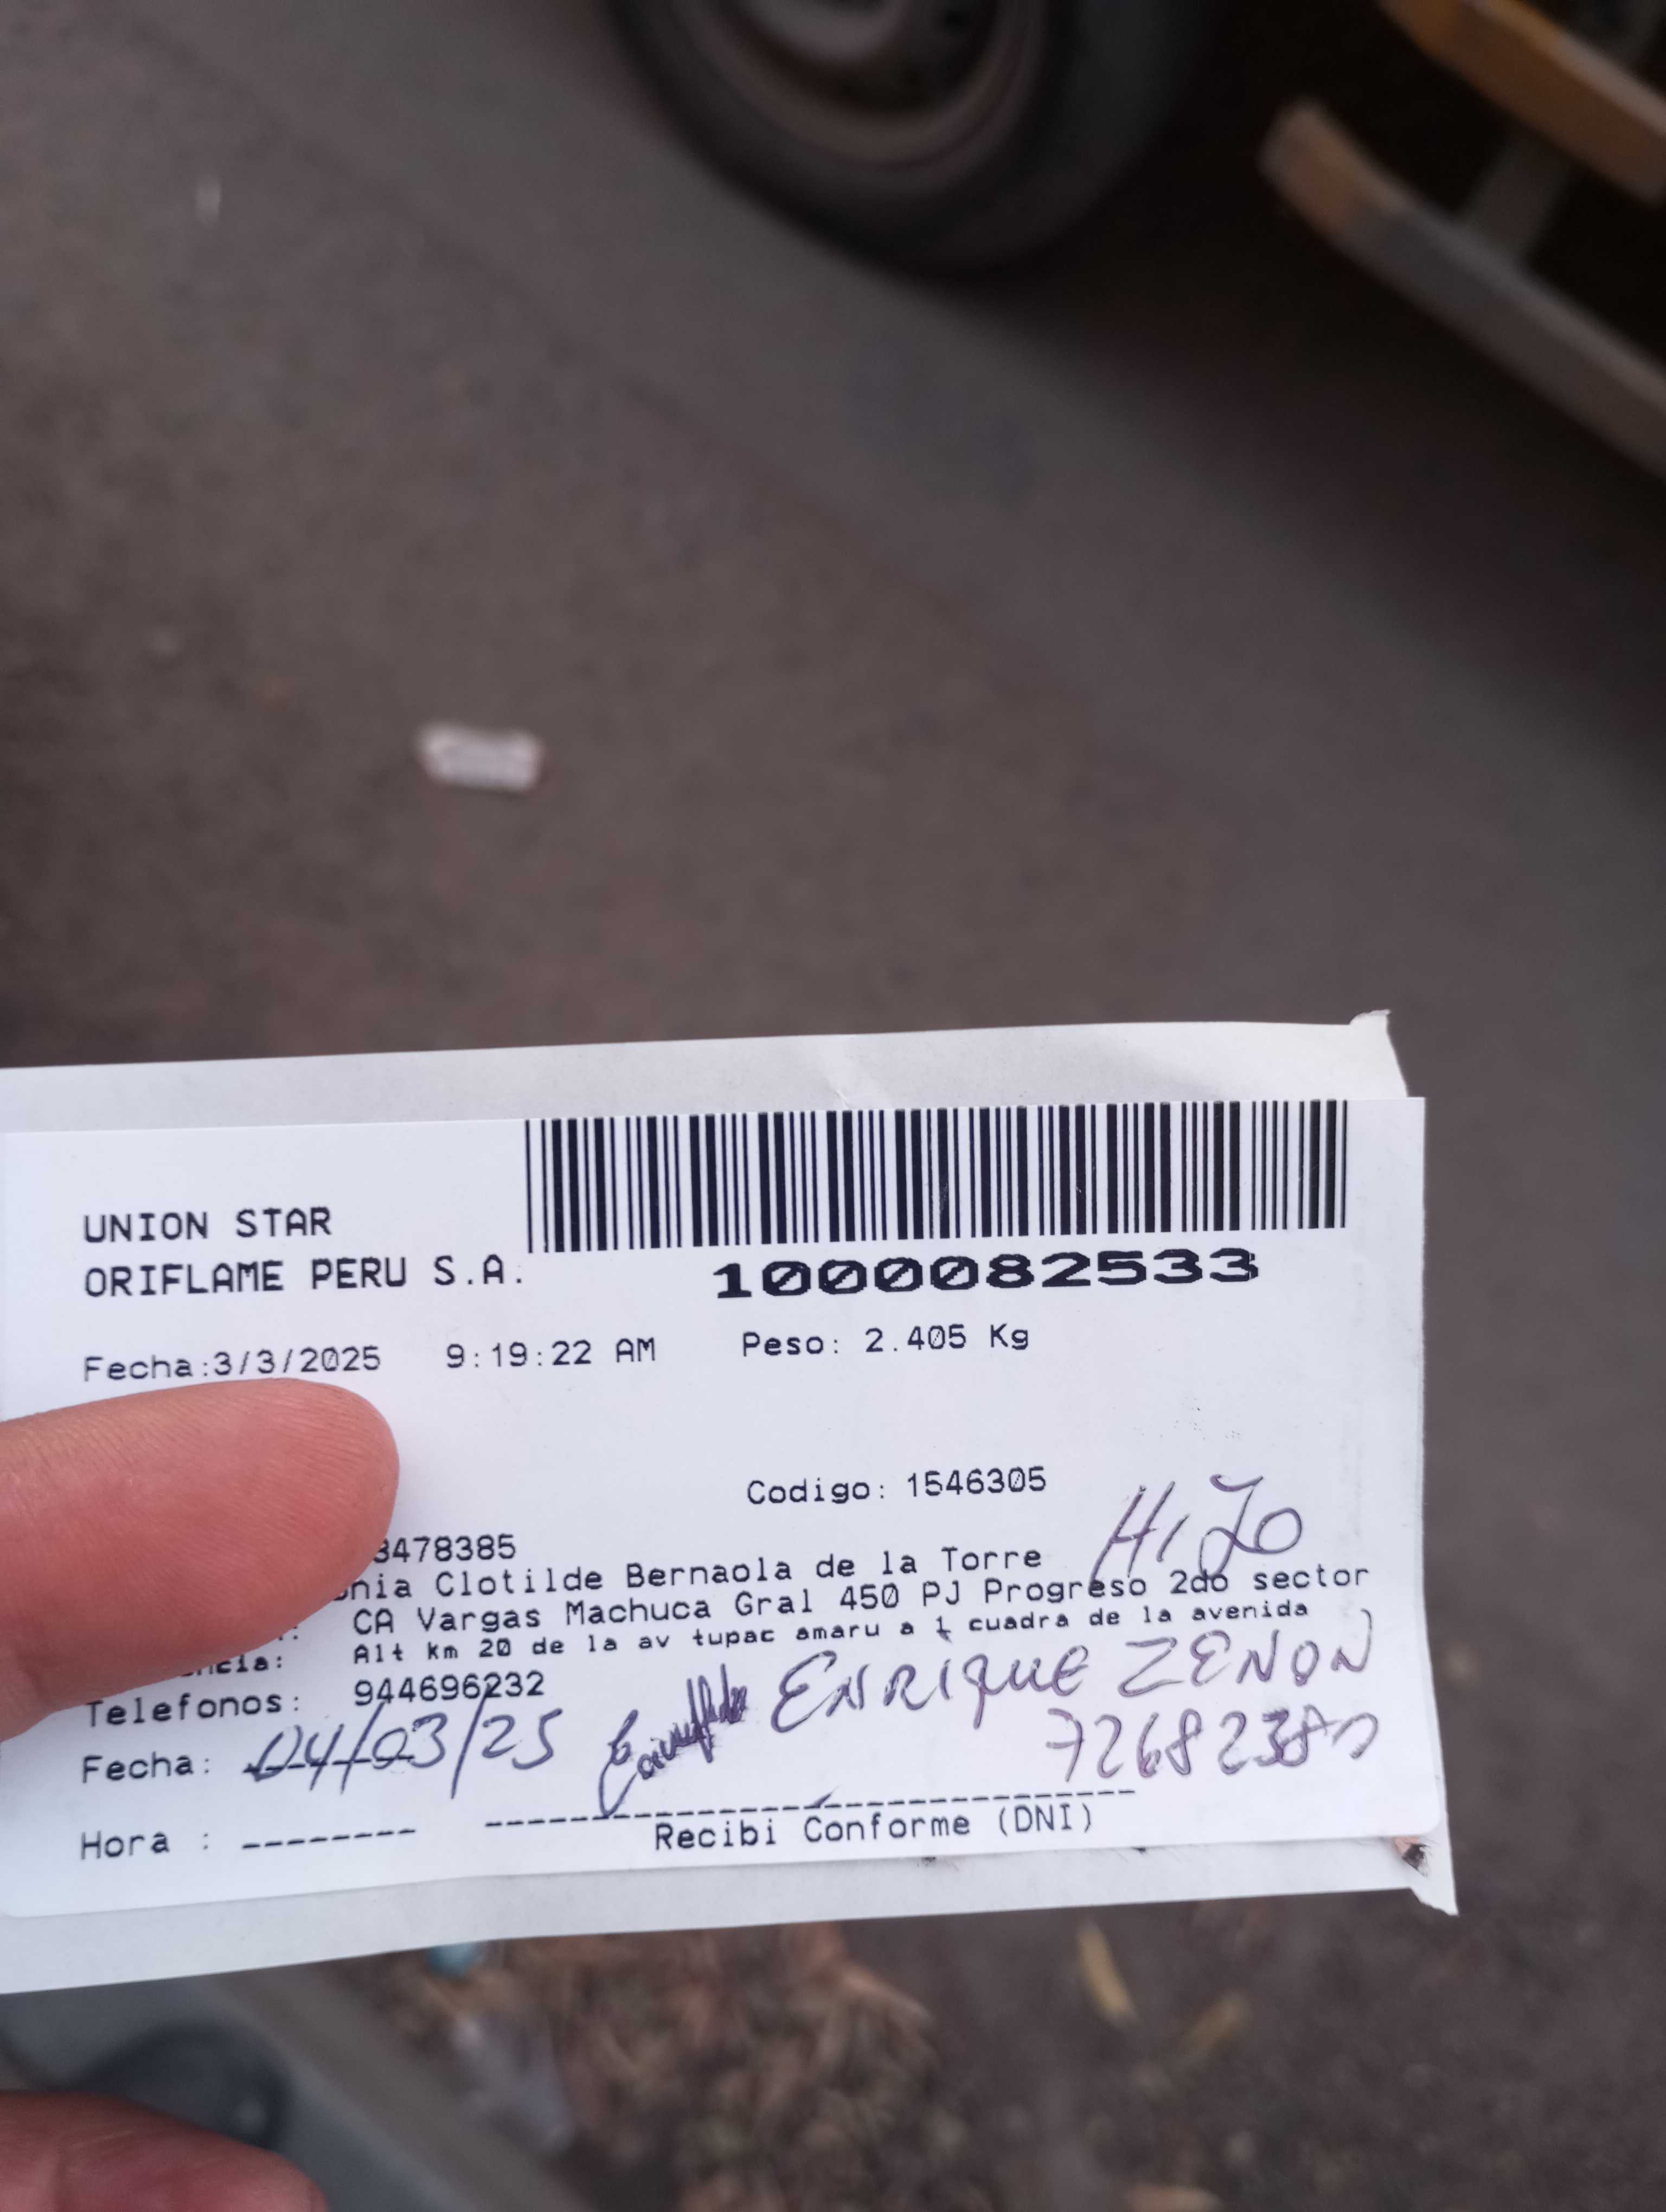 UNION STAR
ORIFLAME PERU S.A.
1000082533
Fecha:3/3/2025 9:19:22 AM Peso: 2.405 Kg
Codigo: 1546305
HiJo
3478385
nia Clotilde Bernaola de la Torre
CA Vargas Machuca Gral 450 PJ Progreso 2do sector
ncia: Alt km 20 de la av tupac amaru a 1 cuadra de la avenida
Telefonos: 944696232
ENRIQUE ZENON
Fecha: 04/03/25
Hora :
Recibi Conforme (DNI)